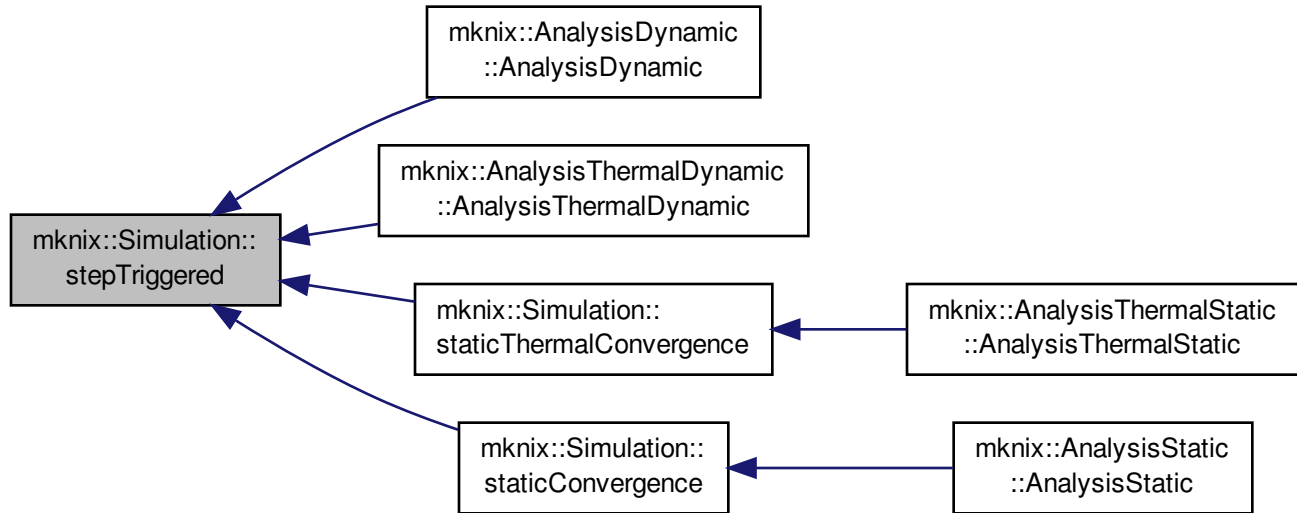 mknix::AnalysisDynamic
::AnalysisDynamic
mknix::AnalysisThermalDynamic
::AnalysisThermalDynamic
mknix::Simulation::
stepTriggered
mknix::Simulation::
staticThermalConvergence
mknix::AnalysisThermalStatic
::AnalysisThermalStatic
mknix::Simulation::
staticConvergence
mknix::AnalysisStatic
::AnalysisStatic